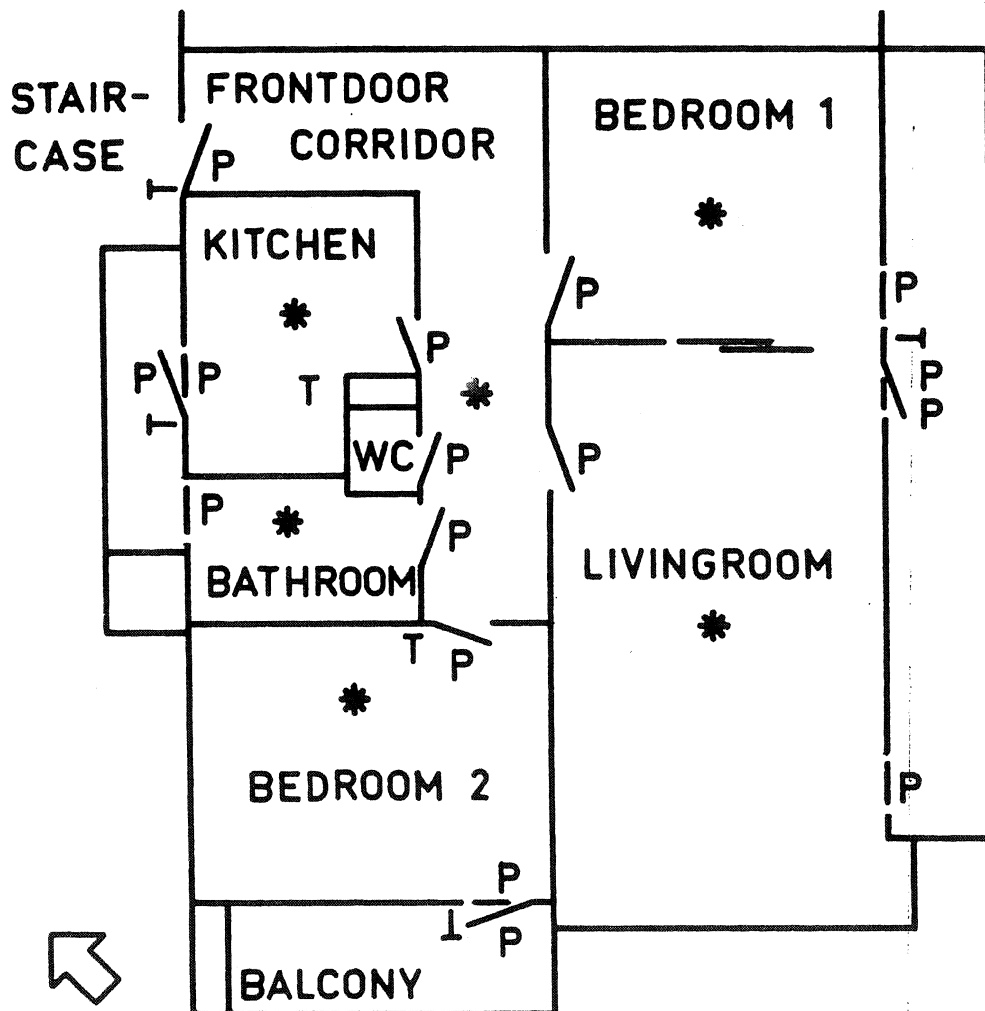 STAIR-
CASE
FRONTDOOR
CORRIDOR
BEDROOM 1
P
T
KITCHEN
P
P
P
T
P P
T
T
P
P
WC
P
P
P
P
LIVINGROOM
BATHROOM
T
P
BEDROOM 2
P
P
T
P
BALCONY